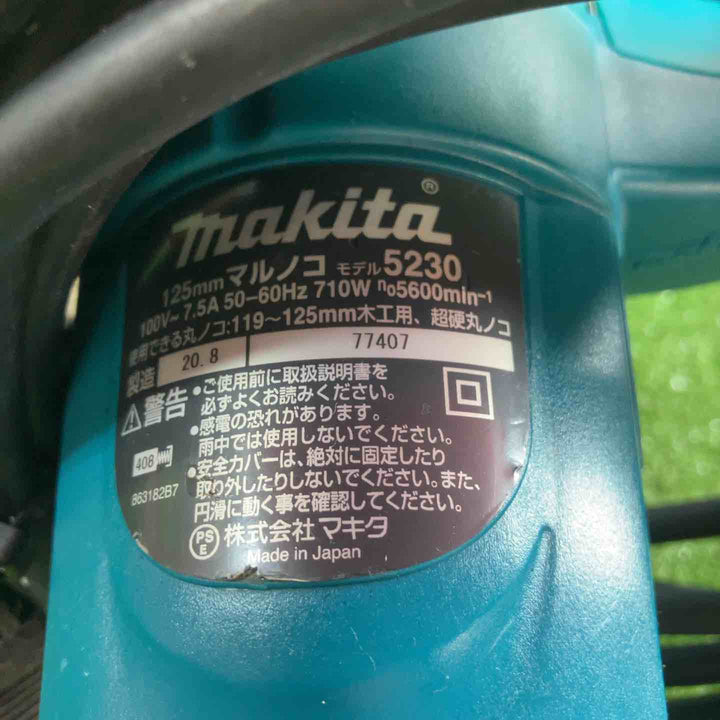 makita®
125mm マルノコ モデル 5230
100V~ 7.5A 50-60Hz 710W n₀5600min⁻¹
使用できる丸ノコ:119~125mm木工用、超硬丸ノコ
製造 20.8 77407
⚠警告
•ご使用前に取扱説明書を
必ずよくお読みください。
•感電の恐れがあります。
雨中では使用しないでください。
•安全カバーは、絶対に固定したり
取り外したりしないでください。また、
円滑に動く事を確認してください。
40B
863182B7
PSE 株式会社 マキタ
Made in Japan